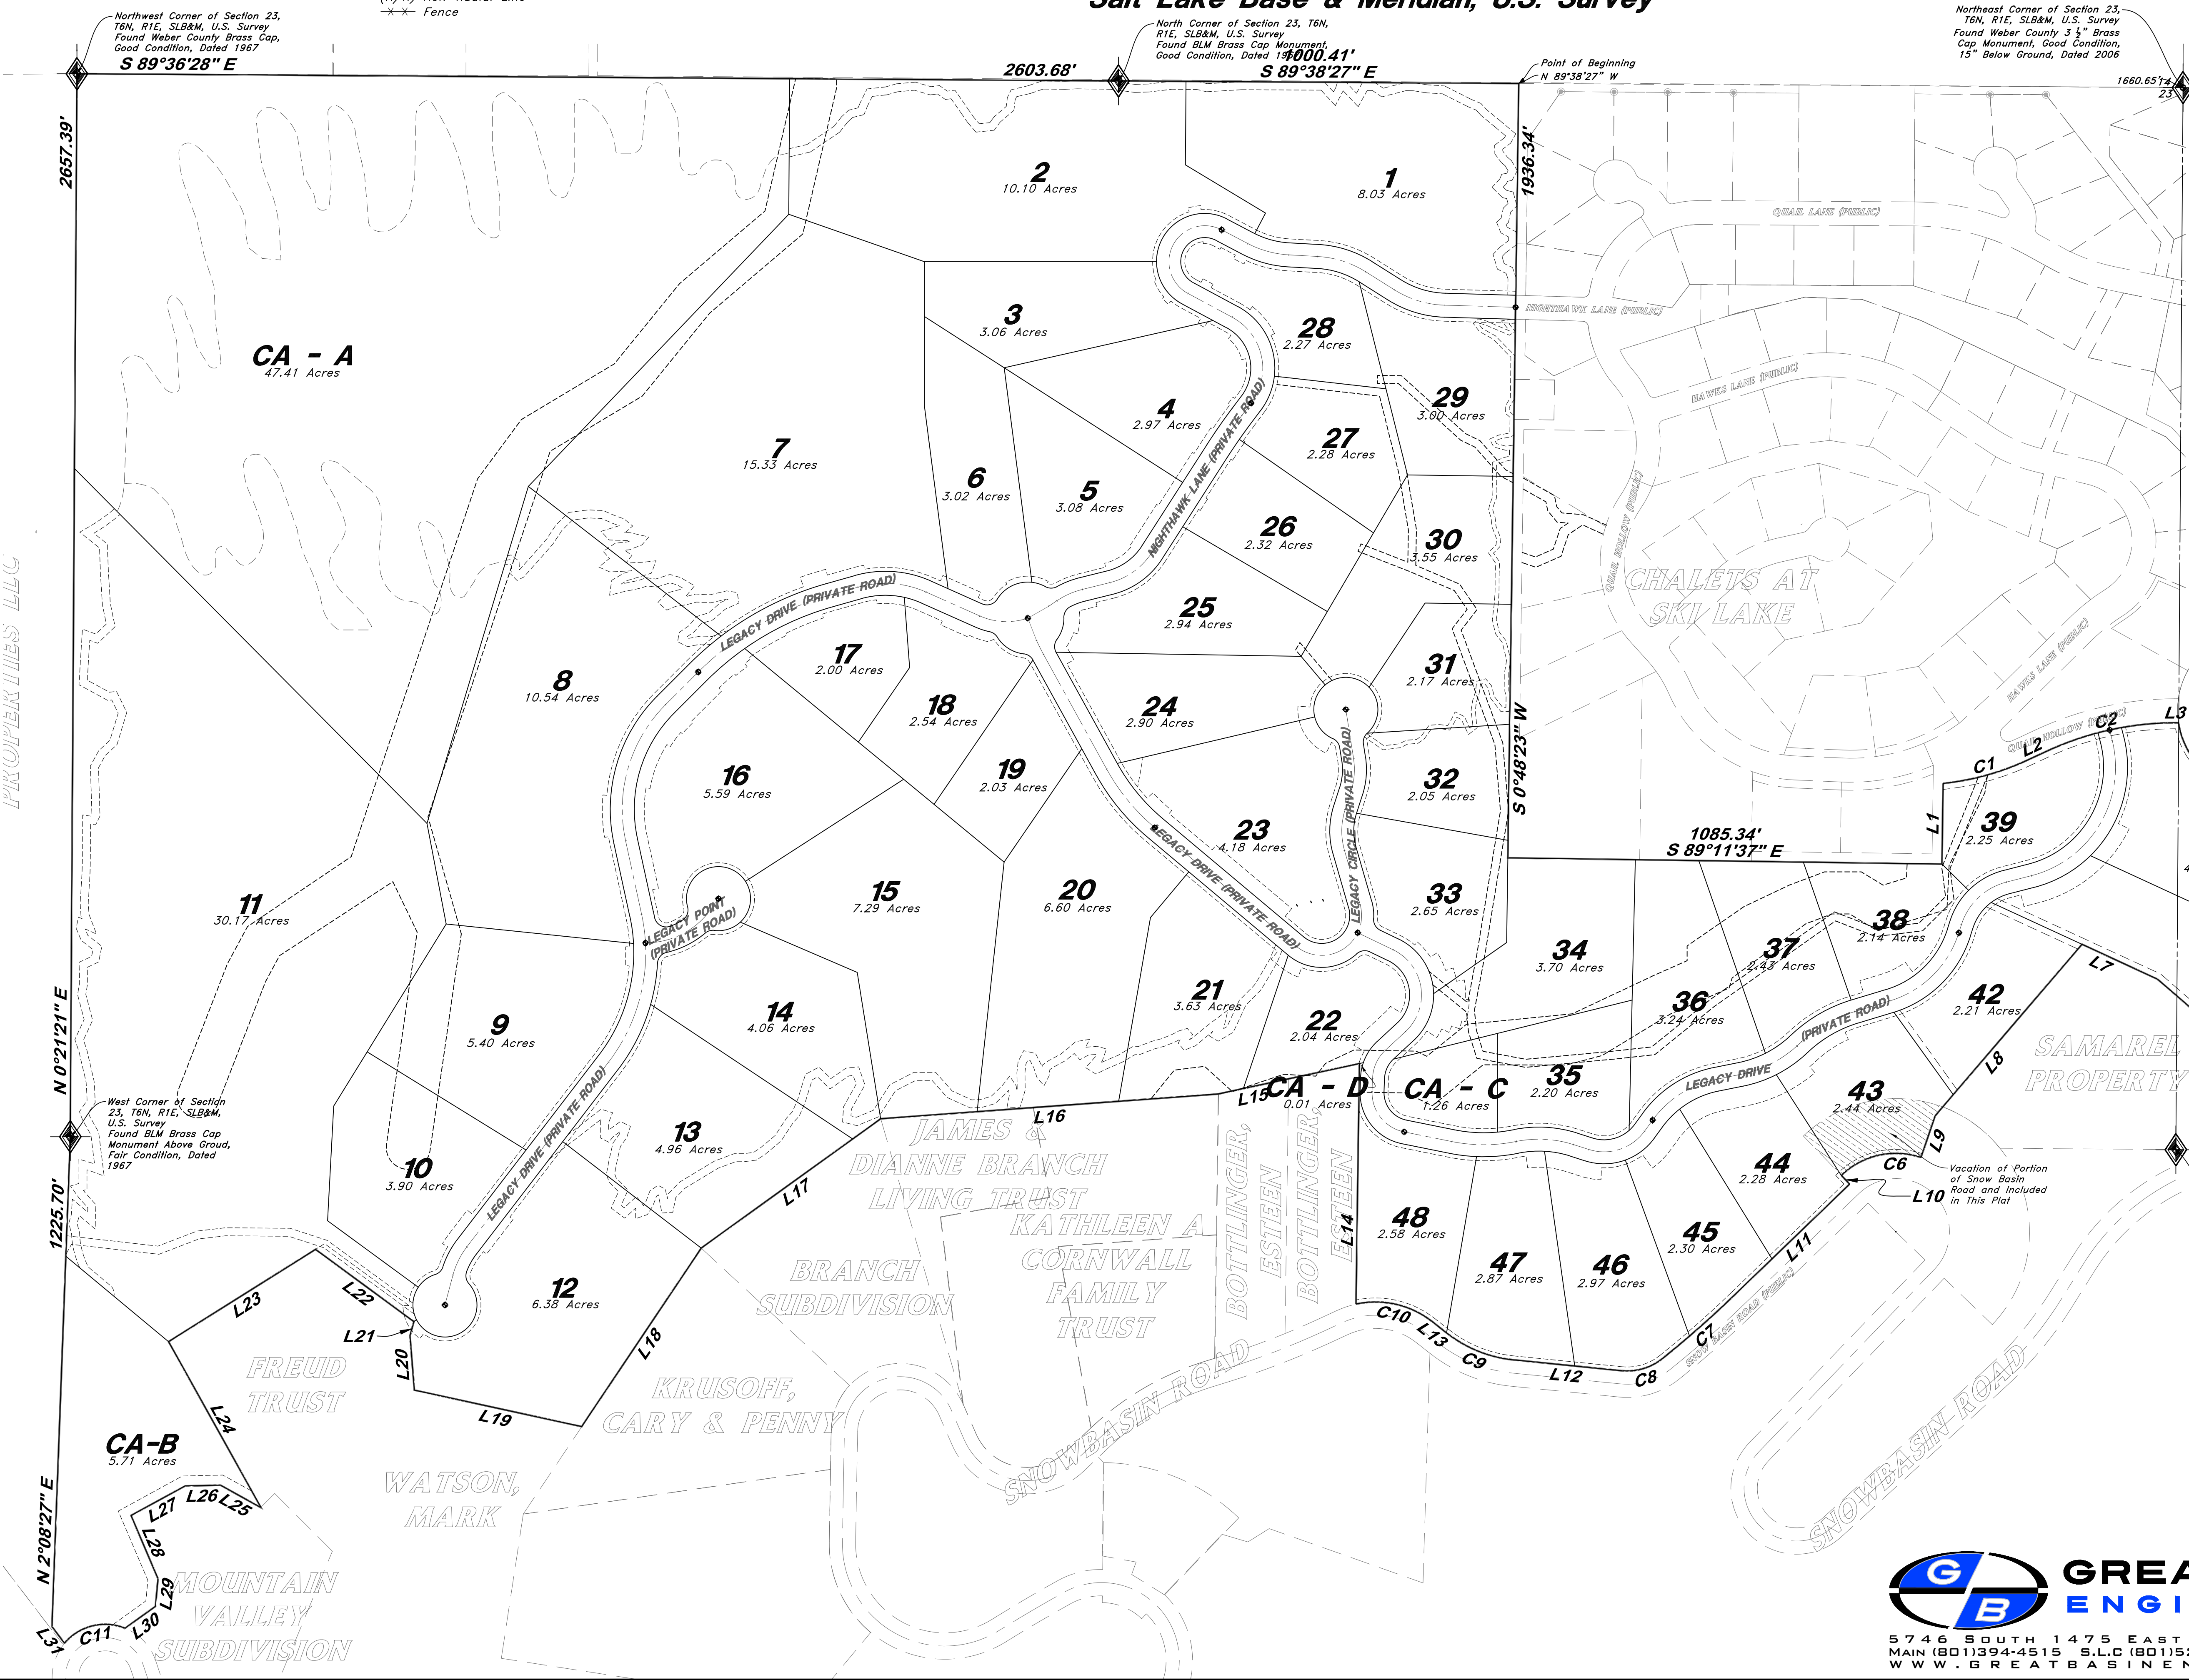 Fence
Salt Lake Base & Meridian, U.S. Survey
Northwest Corner of Section 23,
T6N, R1E, SLB&M, U.S. Survey
Found Weber County Brass Cap,
Good Condition, Dated 1967
S 89°36'28" E
2603.68'
North Corner of Section 23, T6N,
R1E, SLB&M, U.S. Survey
Found BLM Brass Cap Monument,
Good Condition, Dated
1000.41'
S 89°38'27" E
Point of Beginning
N 89°38'27" W
Northeast Corner of Section 23,
T6N, R1E, SLB&M, U.S. Survey
Found Weber County 3 ½" Brass
Cap Monument, Good Condition,
15" Below Ground, Dated 2006
1660.65'
14
23
2657.39'
1936.34'
2
10.10 Acres
1
8.03 Acres
QUAIL LANE (PUBLIC)
NIGHTHAWK LANE (PUBLIC)
CA - A
47.41 Acres
3
3.06 Acres
28
2.27 Acres
HAWKS LANE (PUBLIC)
4
2.97 Acres
29
3.00 Acres
7
15.33 Acres
27
2.28 Acres
NIGHTHAWK LANE (PRIVATE ROAD)
6
3.02 Acres
5
3.08 Acres
26
2.32 Acres
30
3.55 Acres
QUAIL HOLLOW (PUBLIC)
CHALETS AT
SKI LAKE
PROPERTIES LLC
LEGACY DRIVE (PRIVATE ROAD)
25
2.94 Acres
17
2.00 Acres
31
2.17 Acres
HAWKS LANE (PUBLIC)
8
10.54 Acres
18
2.54 Acres
24
2.90 Acres
S 0°48'23" W
QUAIL HOLLOW (PUBLIC)
C1
L2
C2
L3
16
5.59 Acres
19
2.03 Acres
32
2.05 Acres
LEGACY CIRCLE (PRIVATE ROAD)
23
4.18 Acres
LEGACY DRIVE (PRIVATE ROAD)
1085.34'
S 89°11'37" E
L1
39
2.25 Acres
11
30.17 Acres
15
7.29 Acres
20
6.60 Acres
33
2.65 Acres
LEGACY POINT
(PRIVATE ROAD)
34
3.70 Acres
37
2.43 Acres
38
2.14 Acres
L7
14
4.06 Acres
21
3.63 Acres
22
2.04 Acres
36
3.24 Acres
42
2.21 Acres
9
5.40 Acres
N 0°21'21" E
(PRIVATE ROAD)
LEGACY DRIVE
L8
SAMAREL
PROPERTY
West Corner of Section
23, T6N, R1E, SLB&M,
U.S. Survey
Found BLM Brass Cap
Monument Above Groud,
Fair Condition, Dated
1967
L16
L15
CA - D
0.01 Acres
CA - C
1.26 Acres
35
2.20 Acres
43
2.44 Acres
L9
C6
L10
Vacation of Portion
of Snow Basin
Road and Included
in This Plat
13
4.96 Acres
10
3.90 Acres
LEGACY DRIVE (PRIVATE ROAD)
JAMES &
DIANNE BRANCH
LIVING TRUST
BOTTLINGER,
ESTEEN
BOTTLINGER,
ESTEEN
44
2.28 Acres
L17
KATHLEEN A
CORNWALL
FAMILY
TRUST
L14
48
2.58 Acres
47
2.87 Acres
46
2.97 Acres
45
2.30 Acres
L11
1225.70'
BRANCH
SUBDIVISION
12
6.38 Acres
L23
L22
L21
L20
L18
L19
C10
L13
C9
L12
C8
C7
SNOW BASIN ROAD (PUBLIC)
FREUD
TRUST
KRUSOFF,
CARY & PENNY
SNOWBASIN ROAD
SNOWBASIN ROAD
L24
CA-B
5.71 Acres
WATSON,
MARK
L27
L26
L25
L28
L29
N 2°08'27" E
MOUNTAIN
VALLEY
SUBDIVISION
L31
C11
L30
G
B
GREA
ENGI
5746 SOUTH 1475 EAST
MAIN (801)394-4515 S.L.C (801)5
WWW.GREATBASINEN